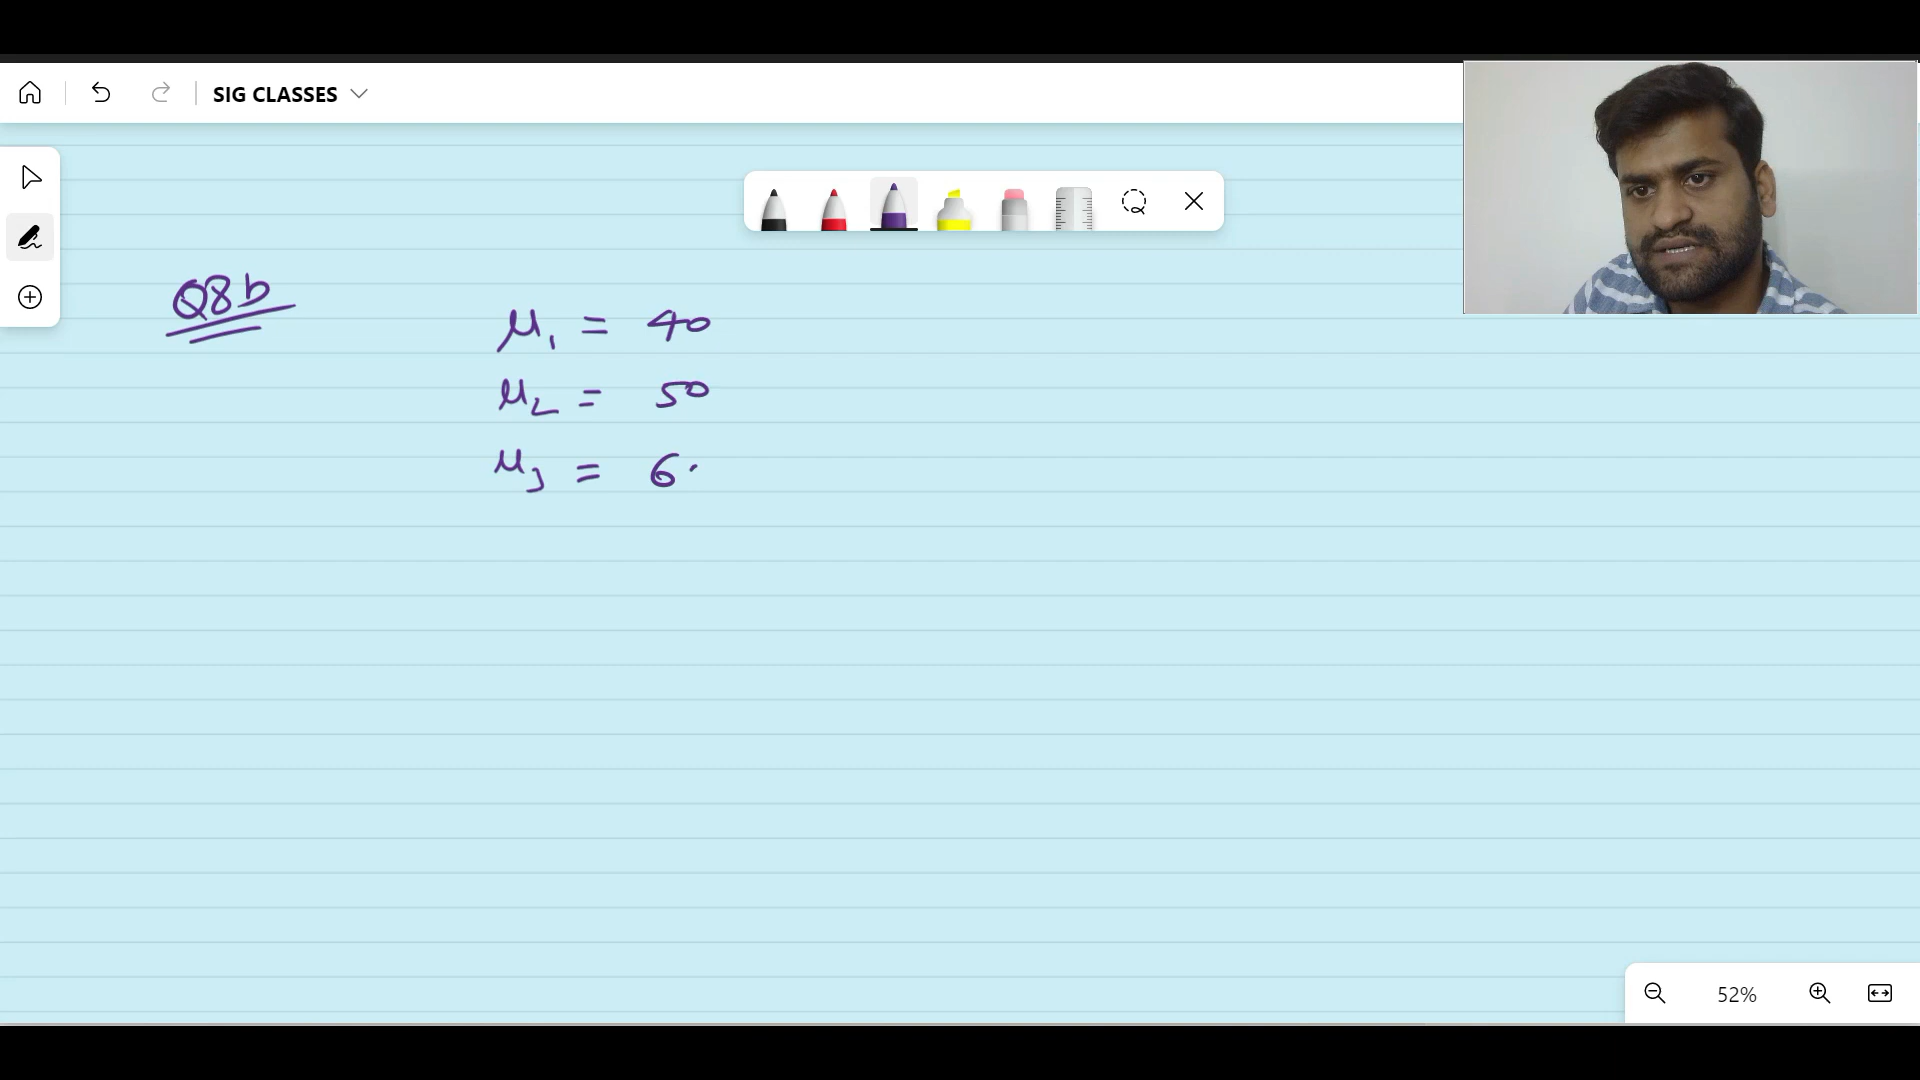 SIG CLASSES
Q8b
μ₁ = 40
μ₂ = 50
μ₃ = 6
52%